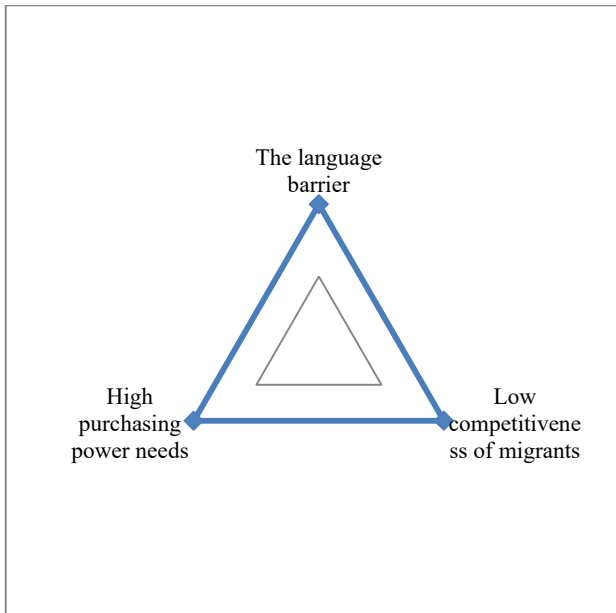 The language
barrier
High
purchasing
power needs
Low
competitivene
ss of migrants